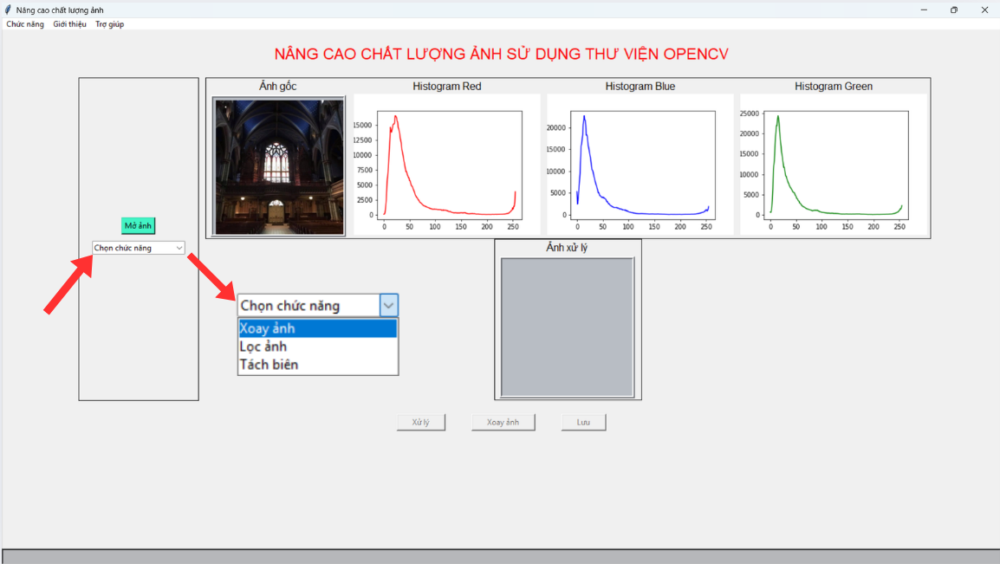 Nâng cao chất lượng ảnh
Chức năng Giới thiệu Trợ giúp
NÂNG CAO CHẤT LƯỢNG ẢNH SỬ DỤNG THƯ VIỆN OPENCV
Ảnh gốc
Histogram Red
Histogram Blue
Histogram Green
15000
12500
10000
7500
5000
2500
0
0 50 100 150 200 250
20000
15000
10000
5000
0
0 50 100 150 200 250
25000
20000
15000
10000
5000
0
0 50 100 150 200 250
Mở ảnh
Chọn chức năng
Ảnh xử lý
Chọn chức năng
Xoay ảnh
Lọc ảnh
Tách biên
Xử lý Xoay ảnh Lưu